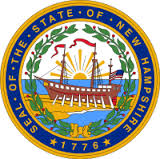 SEAL · OF · THE · STATE · OF · NEW HAMPSHIRE
· 1776 ·